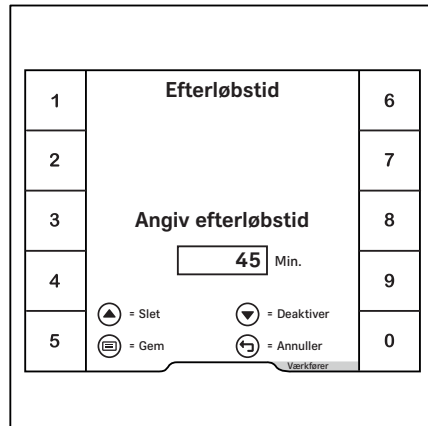 Efterløbstid
1
6
2
7
Angiv efterløbstid
3
8
45 Min.
4
9
= Slet
= Deaktiver
5
0
= Gem
= Annuller
Værkfører